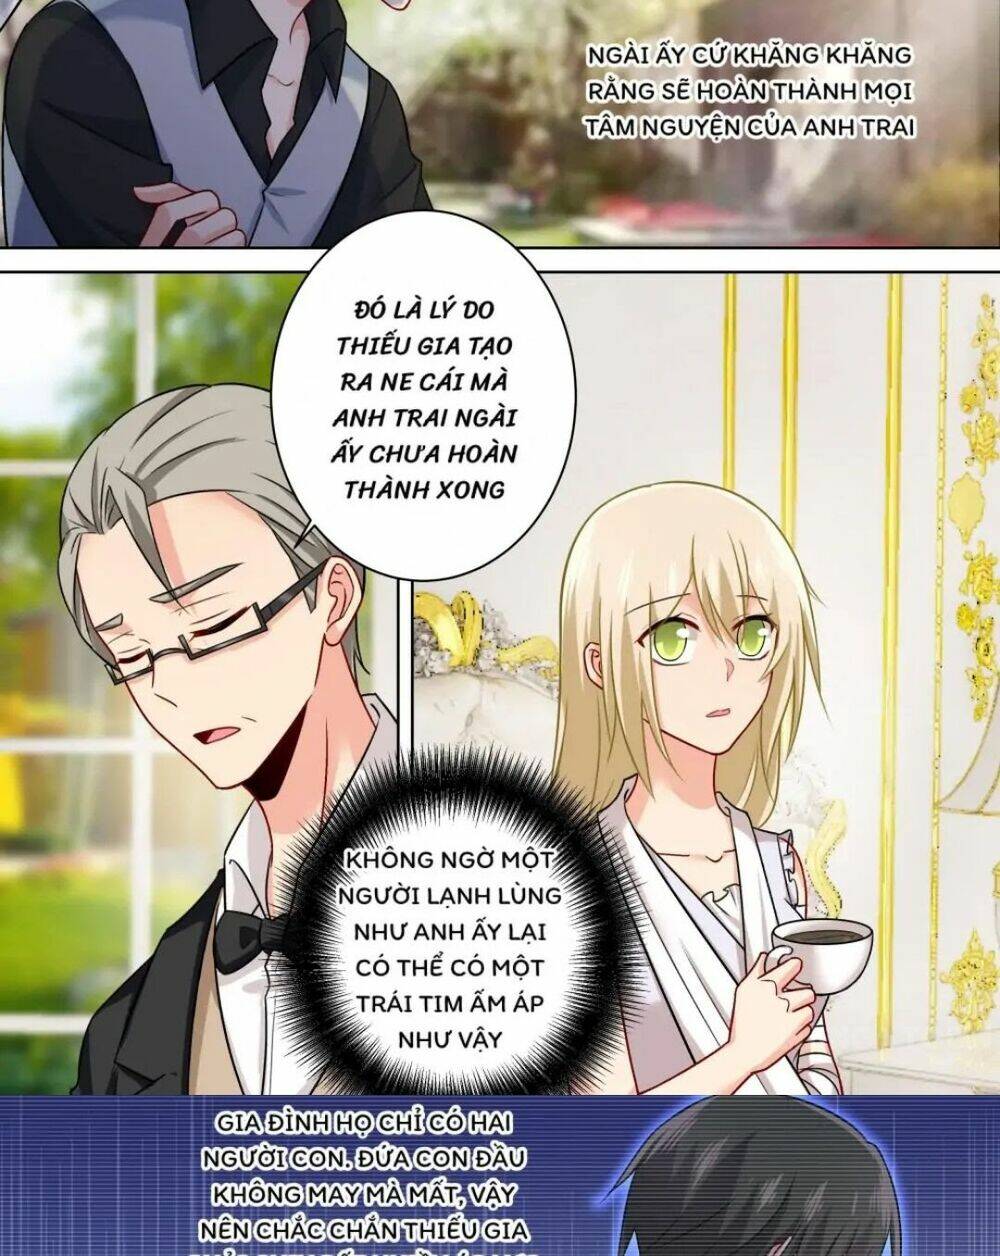 NGÀI ẤY CỨ KHĂNG KHĂNG
RẰNG SẼ HOÀN THÀNH MỌI
TÂM NGUYỆN CỦA ANH TRAI
ĐÓ LÀ LÝ DO
THIẾU GIA TẠO
RA NE CÁI MÀ
ANH TRAI NGÀI
ẤY CHƯA HOÀN
THÀNH XONG
KHÔNG NGỜ MỘT
NGƯỜI LẠNH LÙNG
NHƯ ANH ẤY LẠI
CÓ THỂ CÓ MỘT
TRÁI TIM ẤM ÁP
NHƯ VẬY
GIA ĐÌNH HỌ CHỈ CÓ HAI
NGƯỜI CON. ĐỨA CON ĐẦU
KHÔNG MAY MÀ MẤT, VẬY
NÊN CHẮC CHẮN THIẾU GIA